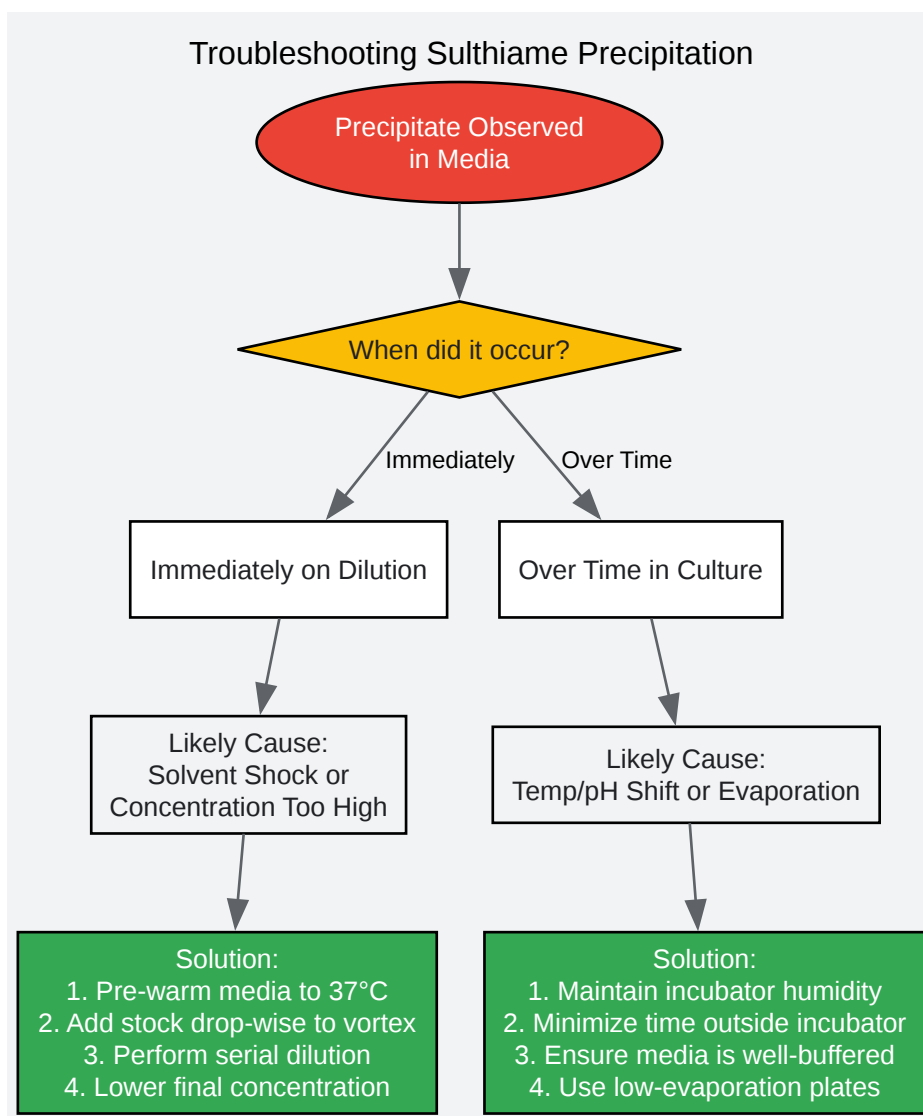 Troubleshooting Sulthiame Precipitation
Precipitate Observed
in Media
When did it occur?
Immediately
Over Time
Immediately on Dilution
Over Time in Culture
Likely Cause:
Solvent Shock or
Concentration Too High
Likely Cause:
Temp/pH Shift or Evaporation
Solution:
1. Pre-warm media to 37°C
2. Add stock drop-wise to vortex
3. Perform serial dilution
4. Lower final concentration
Solution:
1. Maintain incubator humidity
2. Minimize time outside incubator
3. Ensure media is well-buffered
4. Use low-evaporation plates